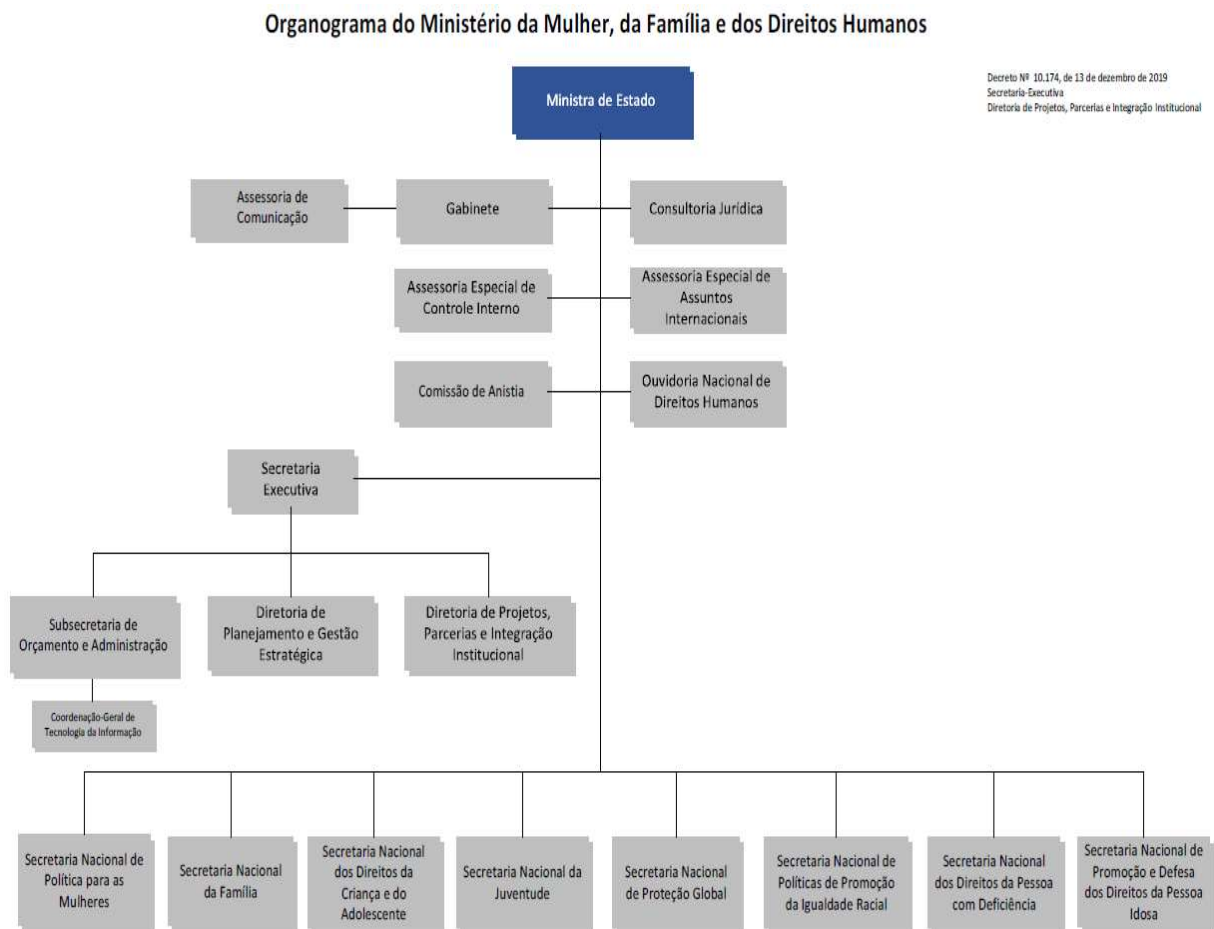 Organograma do Ministério da Mulher, da Família e dos Direitos Humanos
Decreto Nº 10.174, de 13 de dezembro de 2019
Secretaria-Executiva
Diretoria de Projetos, Parcerias e Integração Institucional
Ministra de Estado
Assessoria de
Comunicação
Gabinete
Consultoria Jurídica
Assessoria Especial de
Controle Interno
Assessoria Especial de
Assuntos
Internacionais
Comissão de Anistia
Ouvidoria Nacional de
Direitos Humanos
Secretaria
Executiva
Subsecretaria de
Orçamento e Administração
Diretoria de
Planejamento e Gestão
Estratégica
Diretoria de Projetos,
Parcerias e Integração
Institucional
Coordenação-Geral de
Tecnologia da Informação
Secretaria Nacional de
Política para as
Mulheres
Secretaria Nacional
da Família
Secretaria Nacional
dos Direitos da
Criança e do
Adolescente
Secretaria Nacional da
Juventude
Secretaria Nacional
de Proteção Global
Secretaria Nacional de
Políticas de Promoção
da Igualdade Racial
Secretaria Nacional
dos Direitos da Pessoa
com Deficiência
Secretaria Nacional de
Promoção e Defesa
dos Direitos da Pessoa
Idosa